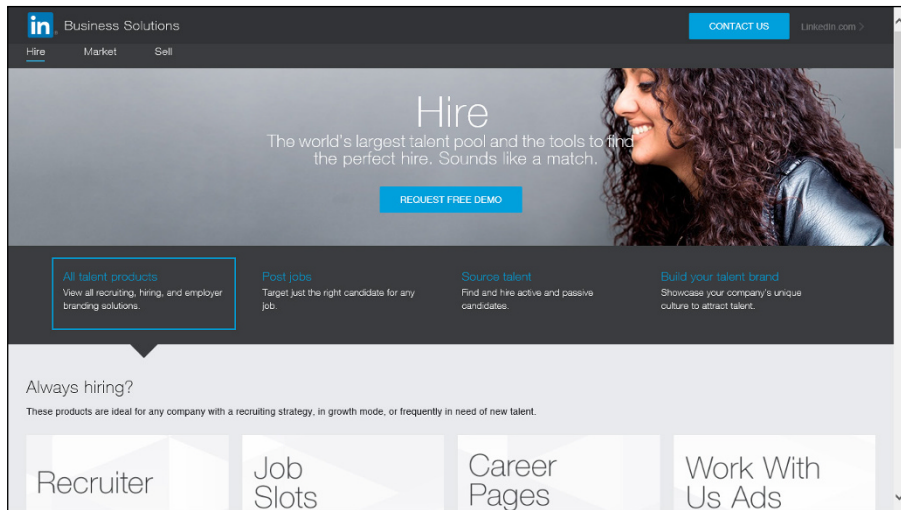 in Business Solutions
CONTACT US
LinkedIn.com >
Hire Market Sell
Hire
The world's largest talent pool and the tools to find
the perfect hire. Sounds like a match.
REQUEST FREE DEMO
All talent products
View all recruiting, hiring, and employer
branding solutions.
Post jobs
Target just the right candidate for any
job.
Source talent
Find and hire active and passive
candidates.
Build your talent brand
Showcase your company's unique
culture to attract talent.
Always hiring?
These products are ideal for any company with a recruiting strategy, in growth mode, or frequently in need of new talent.
Recruiter
Job
Slots
Career
Pages
Work With
Us Ads